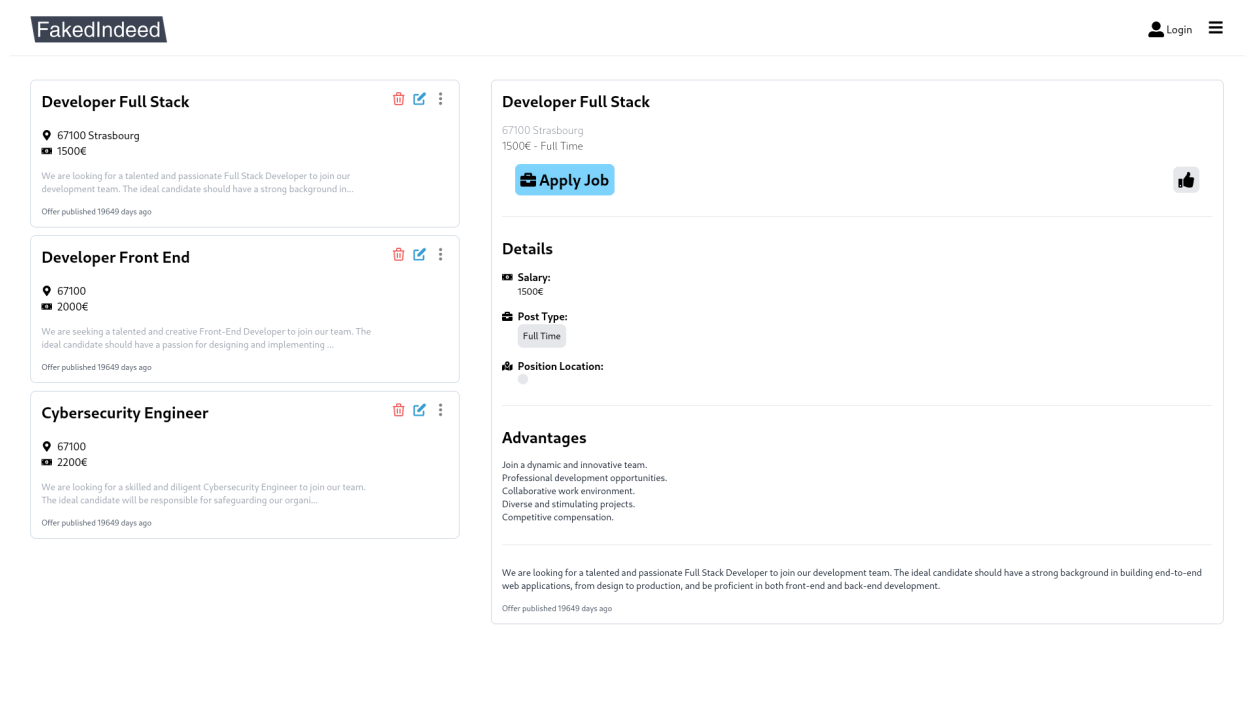 FakedIndeed
Login
Developer Full Stack
67100 Strasbourg
1500€
We are looking for a talented and passionate Full Stack Developer to join our
development team. The ideal candidate should have a strong background in...
Offer published 19649 days ago
Developer Front End
67100
2000€
We are seeking a talented and creative Front-End Developer to join our team. The
ideal candidate should have a passion for designing and implementing ...
Offer published 19649 days ago
Cybersecurity Engineer
67100
2200€
We are looking for a skilled and diligent Cybersecurity Engineer to join our team.
The ideal candidate will be responsible for safeguarding our organi...
Offer published 19649 days ago
Developer Full Stack
67100 Strasbourg
1500€ - Full Time
Apply Job
Details
Salary:
1500€
Post Type:
Full Time
Position Location:
Advantages
Join a dynamic and innovative team.
Professional development opportunities.
Collaborative work environment.
Diverse and stimulating projects.
Competitive compensation.
We are looking for a talented and passionate Full Stack Developer to join our development team. The ideal candidate should have a strong background in building end-to-end
web applications, from design to production, and be proficient in both front-end and back-end development.
Offer published 19649 days ago